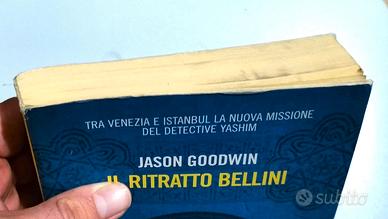 TRA VENEZIA E ISTANBUL LA NUOVA MISSIONE
DEL DETECTIVE YASHIM
JASON GOODWIN
IL RITRATTO BELLINI
subito